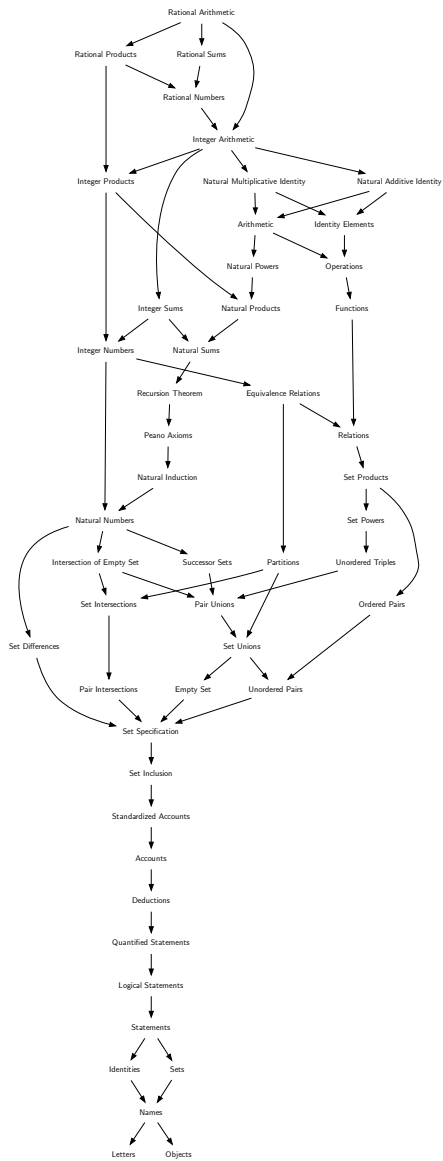 Rational Arithmetic
Rational Products
Rational Sums
Rational Numbers
Integer Arithmetic
Integer Products
Natural Multiplicative Identity
Natural Additive Identity
Arithmetic
Identity Elements
Natural Powers
Operations
Integer Sums
Natural Products
Functions
Integer Numbers
Natural Sums
Recursion Theorem
Equivalence Relations
Peano Axioms
Relations
Natural Induction
Set Products
Natural Numbers
Set Powers
Intersection of Empty Set
Successor Sets
Partitions
Unordered Triples
Set Intersections
Pair Unions
Ordered Pairs
Set Differences
Set Unions
Pair Intersections
Empty Set
Unordered Pairs
Set Specification
Set Inclusion
Standardized Accounts
Accounts
Deductions
Quantified Statements
Logical Statements
Statements
Identities
Sets
Names
Letters
Objects